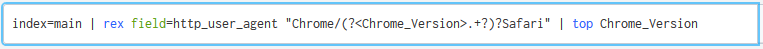 index=main | rex field=http_user_agent "Chrome/(?<Chrome_Version>.+?)?Safari" | top Chrome_Version